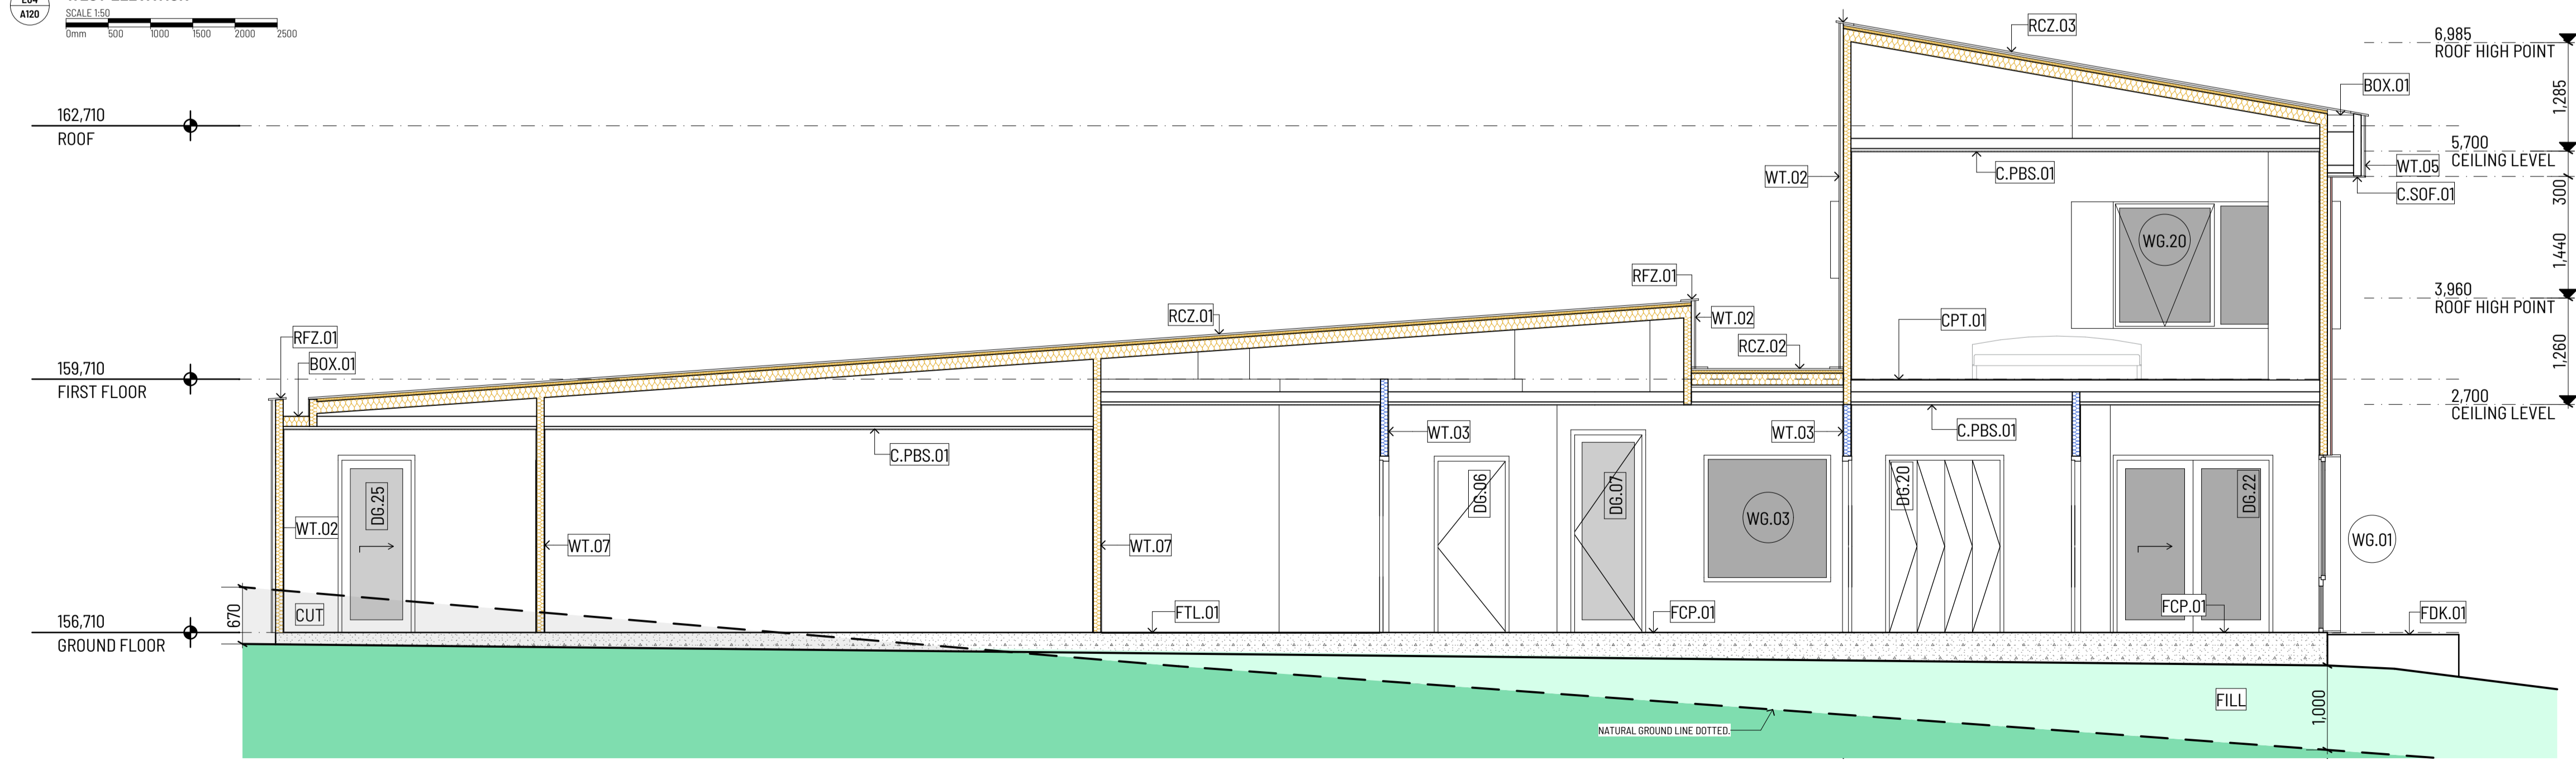 A120
SCALE 1:50
0mm 500 1000 1500 2000 2500
RCZ.03
6,985
ROOF HIGH POINT
BOX.01
1,285
162,710
ROOF
5,700
CEILING LEVEL
WT.02
C.PBS.01
WT.05
C.SOF.01
300
WG.20
1,440
RFZ.01
3,960
ROOF HIGH POINT
RCZ.01
WT.02
CPT.01
RFZ.01
RCZ.02
BOX.01
1,260
159,710
FIRST FLOOR
2,700
CEILING LEVEL
C.PBS.01
WT.03
WT.03
C.PBS.01
DG.25
DG.06
DG.07
DG.20
DG.22
WG.03
WT.02
WT.07
WT.07
WG.01
670
CUT
FTL.01
FCP.01
FCP.01
FDK.01
156,710
GROUND FLOOR
FILL
1,000
NATURAL GROUND LINE DOTTED.